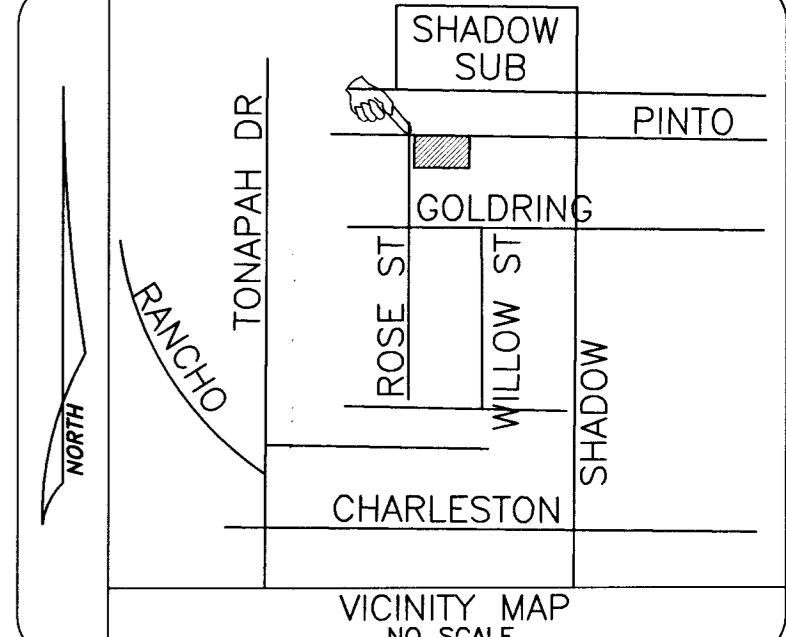 SHADOW
SUB
PINTO
TONAPAH DR
GOLDRING
ROSE ST
WILLOW ST
RANCHO
SHADOW
NORTH
CHARLESTON
VICINITY MAP
NO SCALE